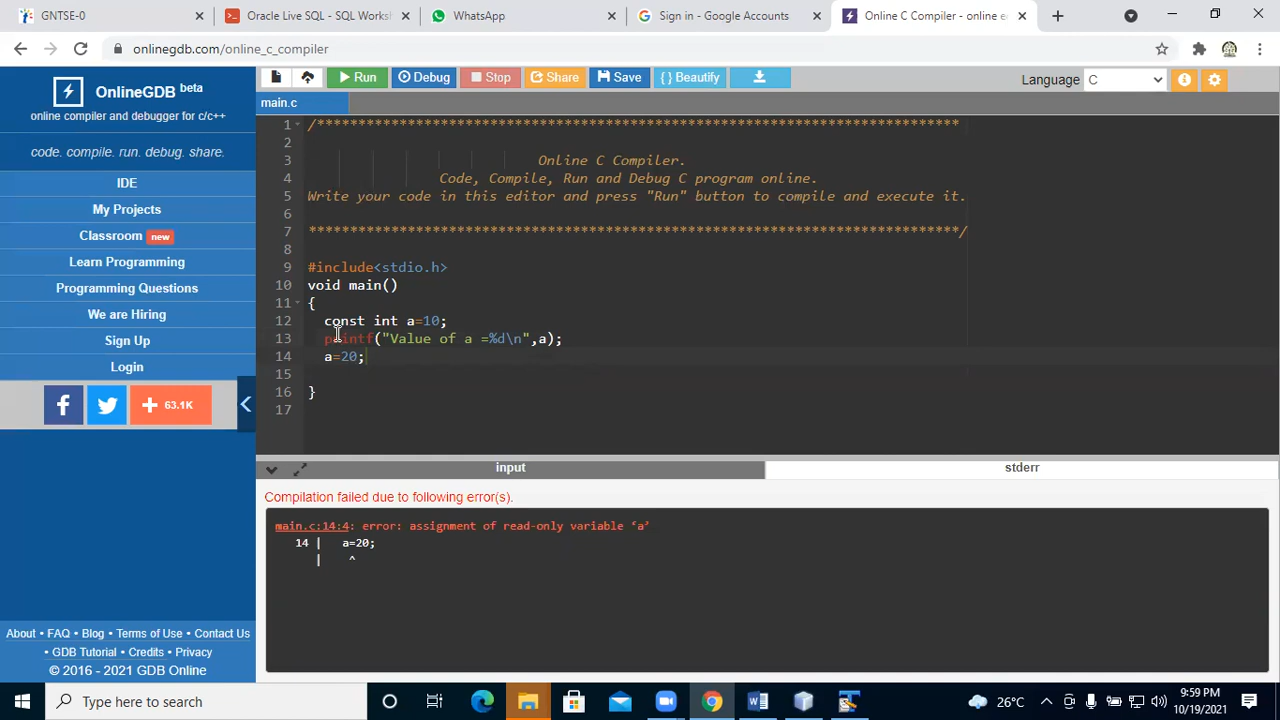 GNTSE-0
Oracle Live SQL - SQL Worksh
WhatsApp
Sign in - Google Accounts
Online C Compiler - online e
onlinegdb.com/online_c_compiler
OnlineGDB beta
online compiler and debugger for c/c++
code. compile. run. debug. share.
IDE
My Projects
Classroom new
Learn Programming
Programming Questions
We are Hiring
Sign Up
Login
63.1K
About • FAQ • Blog • Terms of Use • Contact Us
• GDB Tutorial • Credits • Privacy
© 2016 - 2021 GDB Online
Run
Debug
Stop
Share
Save
{ } Beautify
Language C
main.c
1 /******************************************************************************
2
3 Online C Compiler.
4 Code, Compile, Run and Debug C program online.
5 Write your code in this editor and press "Run" button to compile and execute it.
6
7 *******************************************************************************/
8
9 #include<stdio.h>
10 void main()
11 {
12 const int a=10;
13 printf("Value of a =%d\n",a);
14 a=20;
15
16 }
17
input
stderr
Compilation failed due to following error(s).
main.c:14:4: error: assignment of read-only variable ‘a’
14 | a=20;
| ^
Type here to search
26°C
9:59 PM
10/19/2021